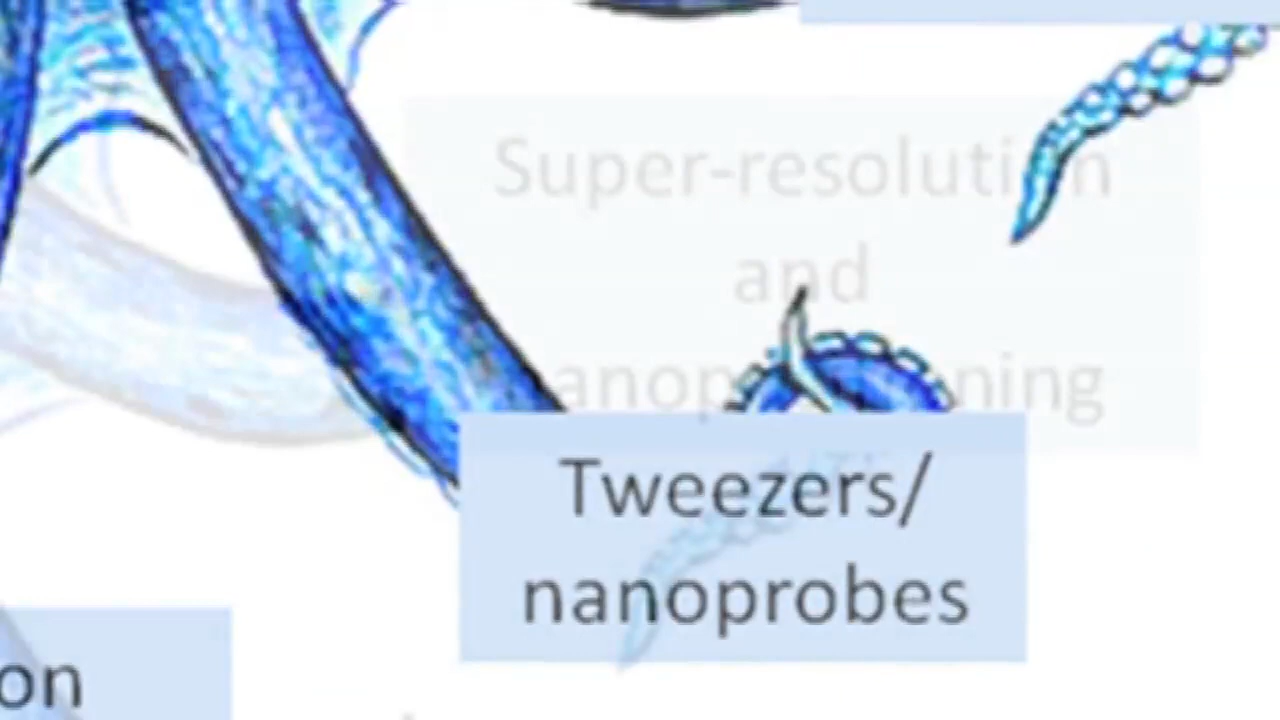 Super-resolution
and
Tweezers/
nanoprobes
on